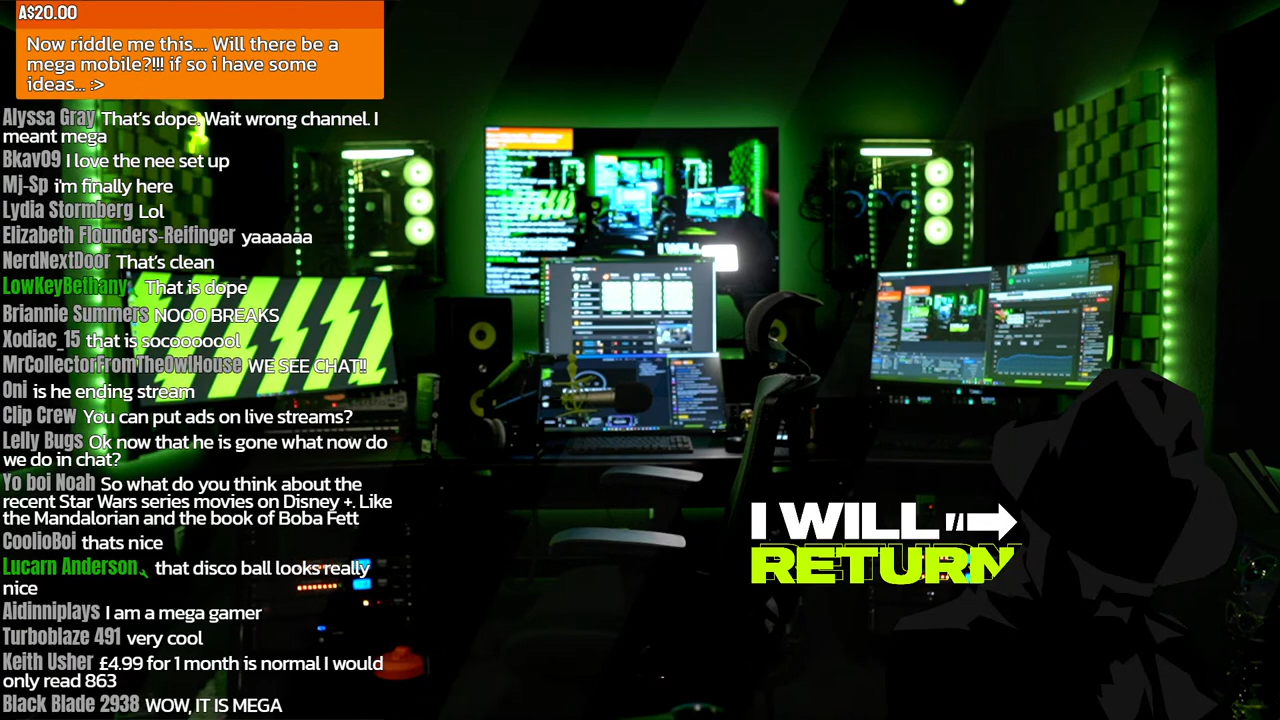 A$20.00
Now riddle me this.... Will there be a
mega mobile?!!! if so i have some
ideas... :>
Alyssa Gray That's dope. Wait wrong channel. I
meant mega
Bkav09 I love the nee set up
Mj-Sp i'm finally here
Lydia Stormberg Lol
Elizabeth Flounders-Reifinger yaaaaaa
NerdNextDoor That's clean
LowKeyBethany That is dope
Briannie Summers NOOO BREAKS
Xodiac_15 that is socooooool
MrCollectorFromTheOwlHouse WE SEE CHAT!!
Oni is he ending stream
Clip Crew You can put ads on live streams?
Lelly Bugs Ok now that he is gone what now do
we do in chat?
Yo boi Noah So what do you think about the
recent Star Wars series movies on Disney +. Like
the Mandalorian and the book of Boba Fett
CoolioBoi thats nice
Lucarn Anderson that disco ball looks really
nice
Aidinniplays I am a mega gamer
Turboblaze 491 very cool
Keith Usher £4.99 for 1 month is normal I would
only read 863
Black Blade 2938 WOW, IT IS MEGA
I WILL
RETURN